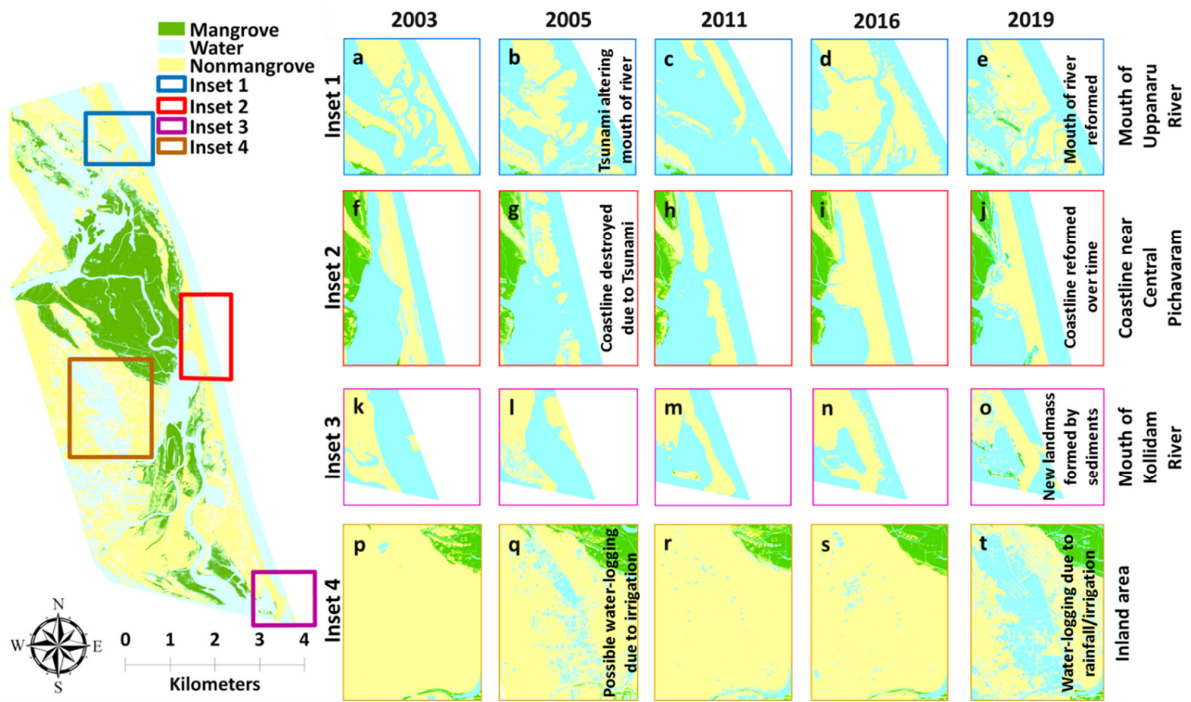 Mangrove
Water
Nonmangrove
Inset 1
Inset 2
Inset 3
Inset 4
N
W E
S
0 1 2 3 4
Kilometers
2003 2005 2011 2016 2019
Inset 1
a b c d e
Tsunami altering
mouth of river
Mouth of river
reformed
Mouth of
Uppanaru
River
Inset 2
f g h i j
Coastline destroyed
due to Tsunami
Coastline reformed
over time
Coastline near
Central
Pichavaram
Inset 3
k l m n o
New landmass
formed by
sediments
Mouth of
Kollidam
River
Inset 4
p q r s t
Possible water-logging
due to irrigation
Water-logging due to
rainfall/irrigation
Inland area